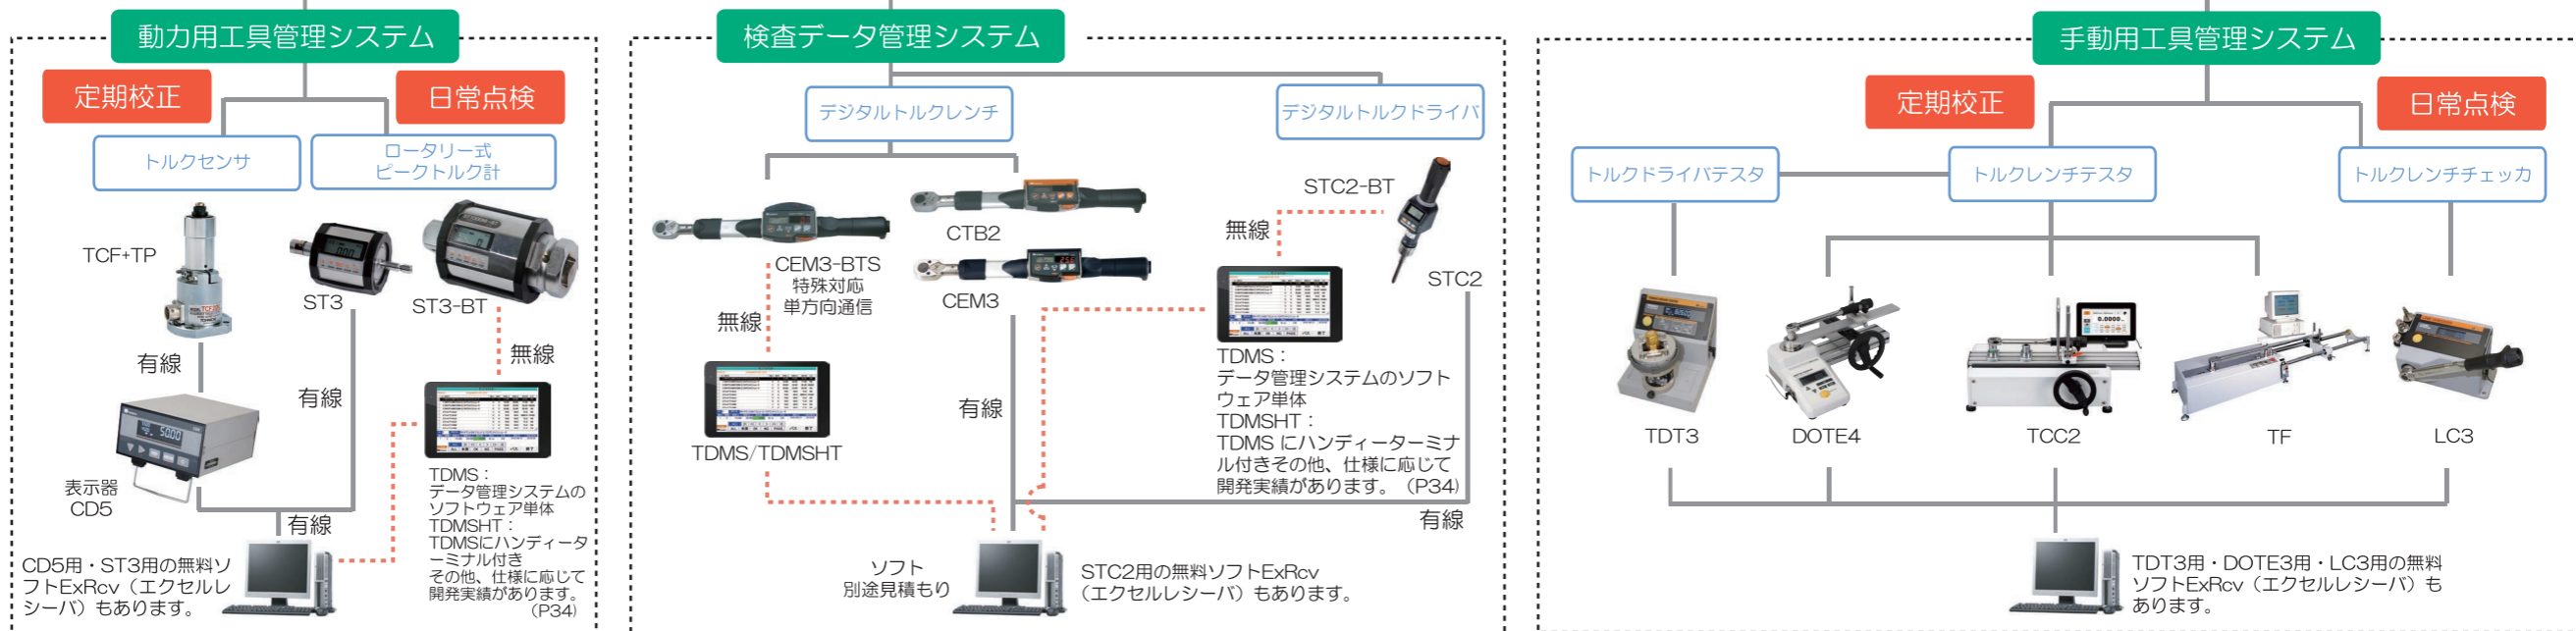 動力用工具管理システム
定期校正
日常点検
トルクセンサ
ロータリー式
ピークトルク計
TCF+TP
ST3
ST3-BT
有線
有線
無線
5000
表示器
CD5
有線
TDMS：
データ管理システムの
ソフトウェア単体
TDMSHT：
TDMSにハンディータ
ーミナル付き
その他、仕様に応じて
開発実績があります。
（P34）
CD5用・ST3用の無料ソ
フトExRcv（エクセルレ
シーバ）もあります。
検査データ管理システム
デジタルトルクレンチ
デジタルトルクドライバ
CEM3-BTS
特殊対応
単方向通信
CTB2
CEM3
STC2-BT
無線
STC2
無線
TDMS/TDMSHT
有線
TDMS：
データ管理システムのソフト
ウェア単体
TDMSHT：
TDMS にハンディーターミナ
ル付きその他、仕様に応じて
開発実績があります。（P34）
有線
ソフト
別途見積もり
STC2用の無料ソフトExRcv
（エクセルレシーバ）もあります。
手動用工具管理システム
定期校正
日常点検
トルクドライバテスタ
トルクレンチテスタ
トルクレンチチェッカ
0.0000
TDT3
DOTE4
TCC2
TF
LC3
TDT3用・DOTE3用・LC3用の無料
ソフトExRcv（エクセルレシーバ）も
あります。